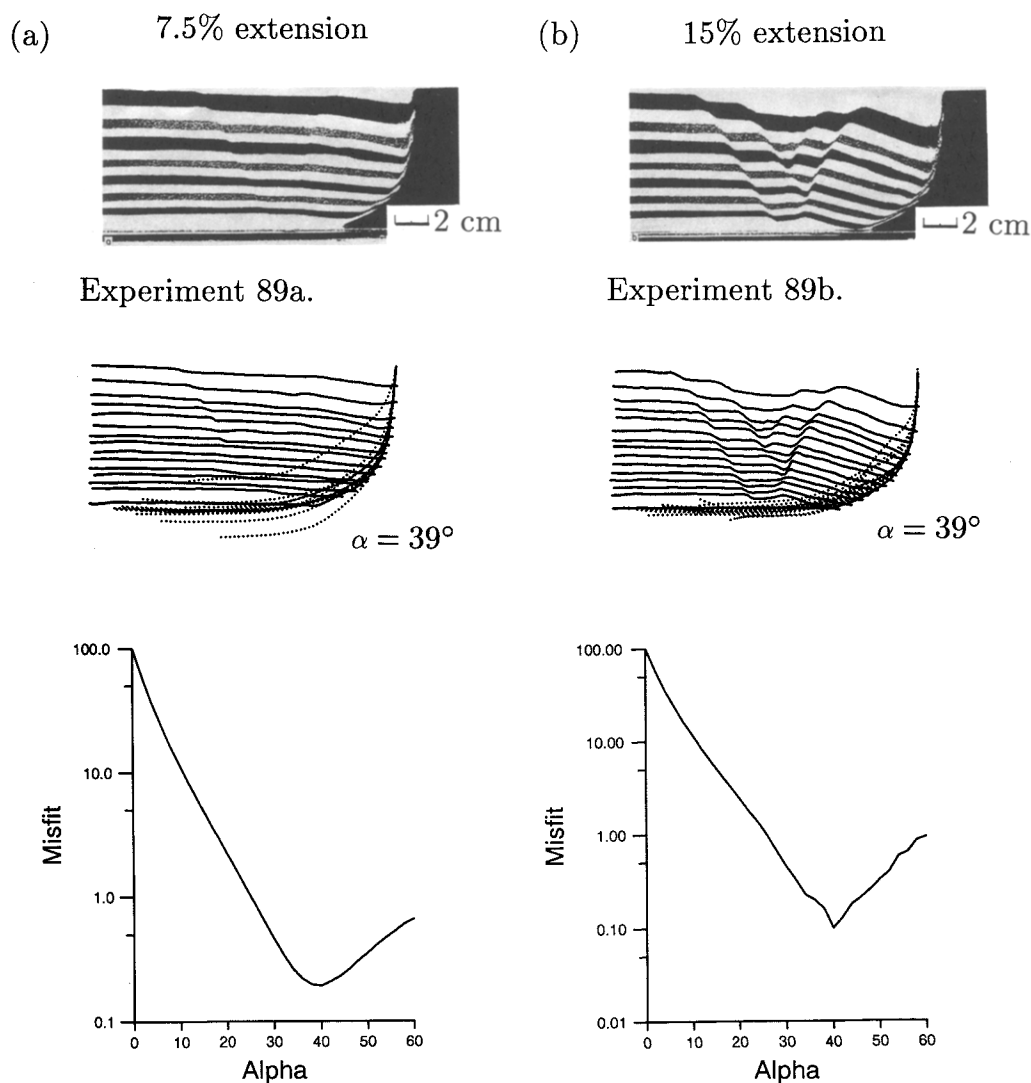 (a) 7.5% extension
(b) 15% extension
2 cm
2 cm
Experiment 89a.
Experiment 89b.
α = 39°
α = 39°
100.0
10.0
1.0
0.1
Misfit
0 10 20 30 40 50 60
Alpha
100.00
10.00
1.00
0.10
0.01
Misfit
0 10 20 30 40 50 60
Alpha